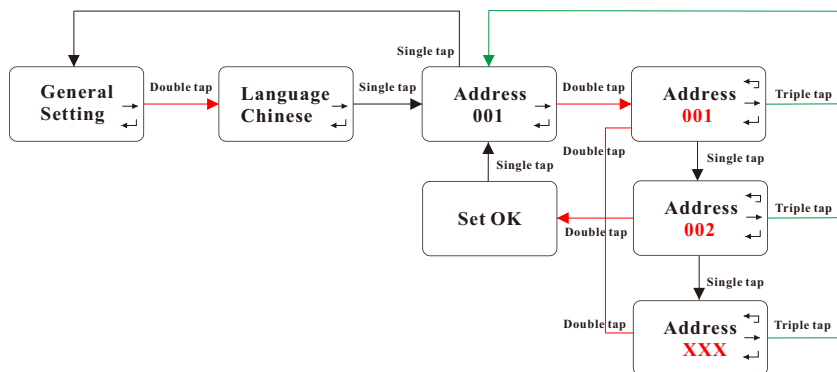 Single tap
General
Setting
Double tap
Language
Chinese
Single tap
Address
001
Double tap
Address
001
Triple tap
Double tap
Single tap
Single tap
Set OK
Double tap
Address
002
Triple tap
Single tap
Double tap
Address
XXX
Triple tap